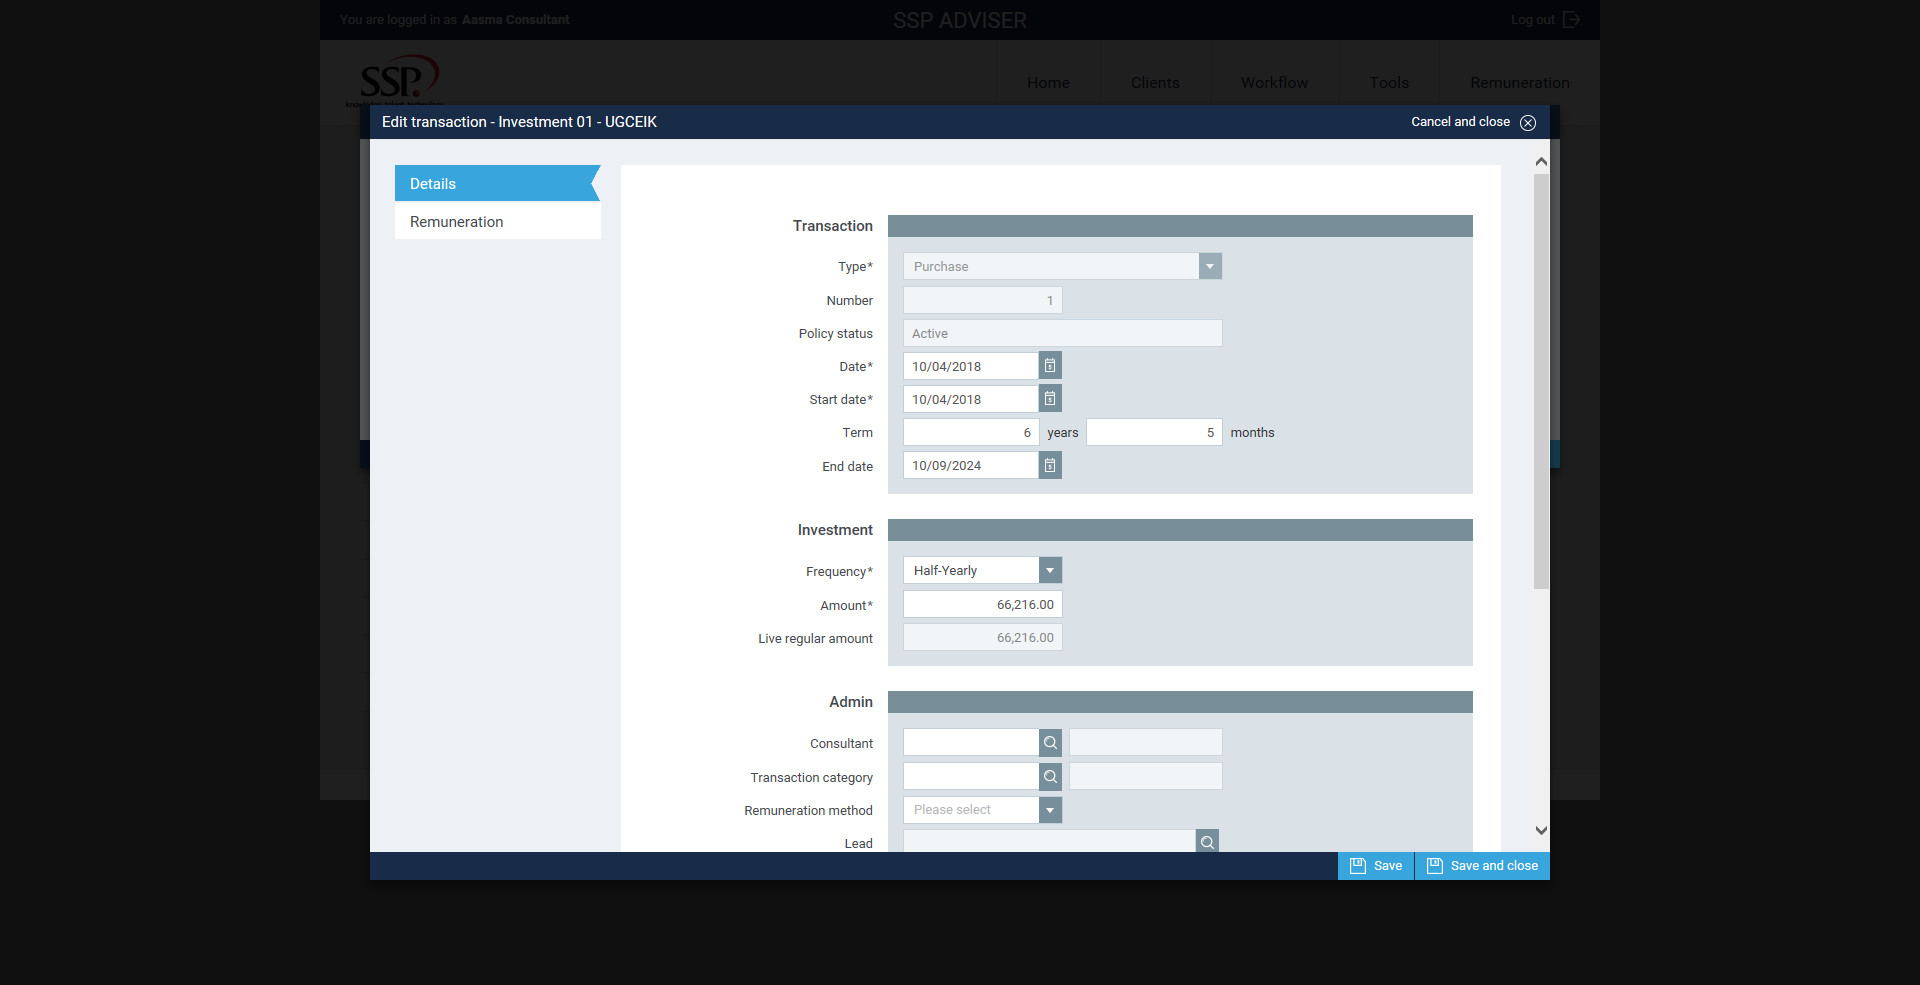 You are logged in as Aasma Consultant
SSP ADVISER
Log out
SSP
Home Clients Workflow Tools Remuneration
Edit transaction - Investment 01 - UGCEIK
Cancel and close
Details
Remuneration
Transaction
Type* Purchase
Number 1
Policy status Active
Date* 10/04/2018
Start date* 10/04/2018
Term 6 years 5 months
End date 10/09/2024
Investment
Frequency* Half-Yearly
Amount* 66,216.00
Live regular amount 66,216.00
Admin
Consultant
Transaction category
Remuneration method Please select
Lead
Save Save and close